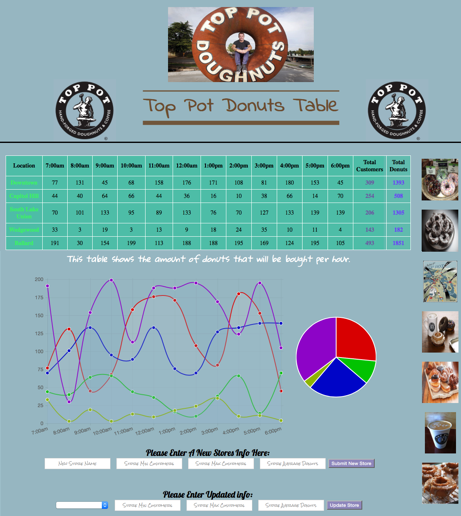 TOP POT
DOUGHNUTS
TOP POT
HAND-FORGED DOUGHNUTS & COFFEE
Top Pot Donuts Table
TOP POT
HAND-FORGED DOUGHNUTS & COFFEE
Location 7:00am 8:00am 9:00am 10:00am 11:00am 12:00am 1:00pm 2:00pm 3:00pm 4:00pm 5:00pm 6:00pm Total Customers Total Donuts
77 131 45 68 158 176 171 108 81 180 153 45 1393
Capitol Hill 44 40 64 66 44 36 16 10 38 66 14 70 508
South Lake Union 70 101 133 95 89 133 76 70 127 133 139 139 1305
Wedgewood 33 3 19 3 13 9 18 24 35 10 11 4 143 182
Ballard 191 30 154 199 113 188 188 195 169 124 195 105 493 1851
This table shows the amount of donuts that will be bought per hour.
200
175
150
125
100
75
50
25
0
7:00am 8:00am 9:00am 10:00am 11:00am 12:00am 1:00pm 2:00pm 3:00pm 4:00pm 5:00pm 6:00pm
Please Enter A New Stores Info Here:
New Store Name Store Min Customers Store Max Customers Store Average Donuts Submit New Store
Please Enter Updated info:
Store Min Customers Store Max Customers Store Average Donuts Update Store